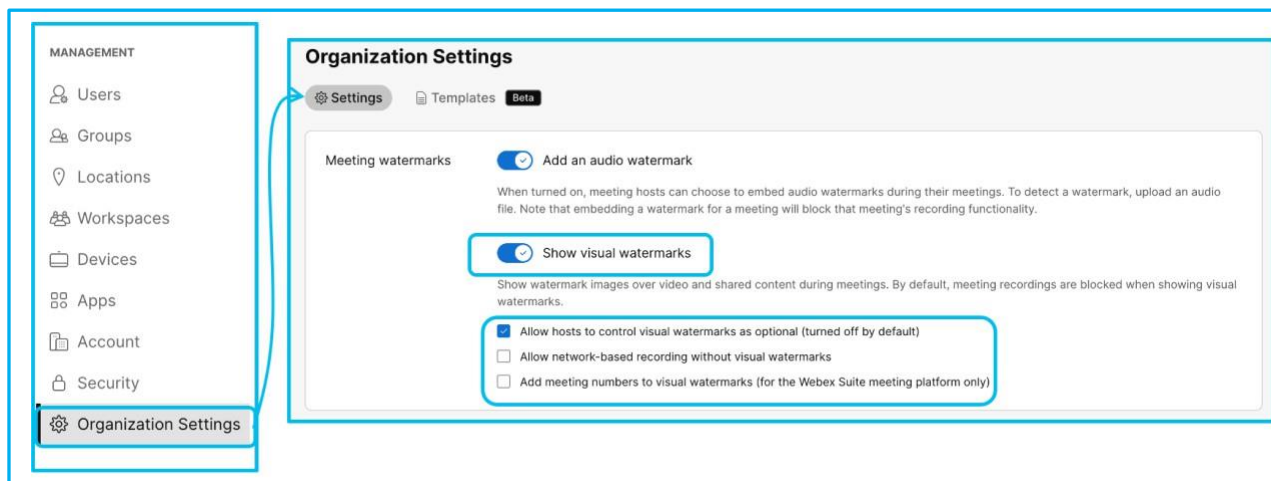 MANAGEMENT
Users
Groups
Locations
Workspaces
Devices
Apps
Account
Security
Organization Settings
Organization Settings
Settings
Templates Beta
Meeting watermarks
Add an audio watermark
When turned on, meeting hosts can choose to embed audio watermarks during their meetings. To detect a watermark, upload an audio
file. Note that embedding a watermark for a meeting will block that meeting's recording functionality.
Show visual watermarks
Show watermark images over video and shared content during meetings. By default, meeting recordings are blocked when showing visual
watermarks.
Allow hosts to control visual watermarks as optional (turned off by default)
Allow network-based recording without visual watermarks
Add meeting numbers to visual watermarks (for the Webex Suite meeting platform only)